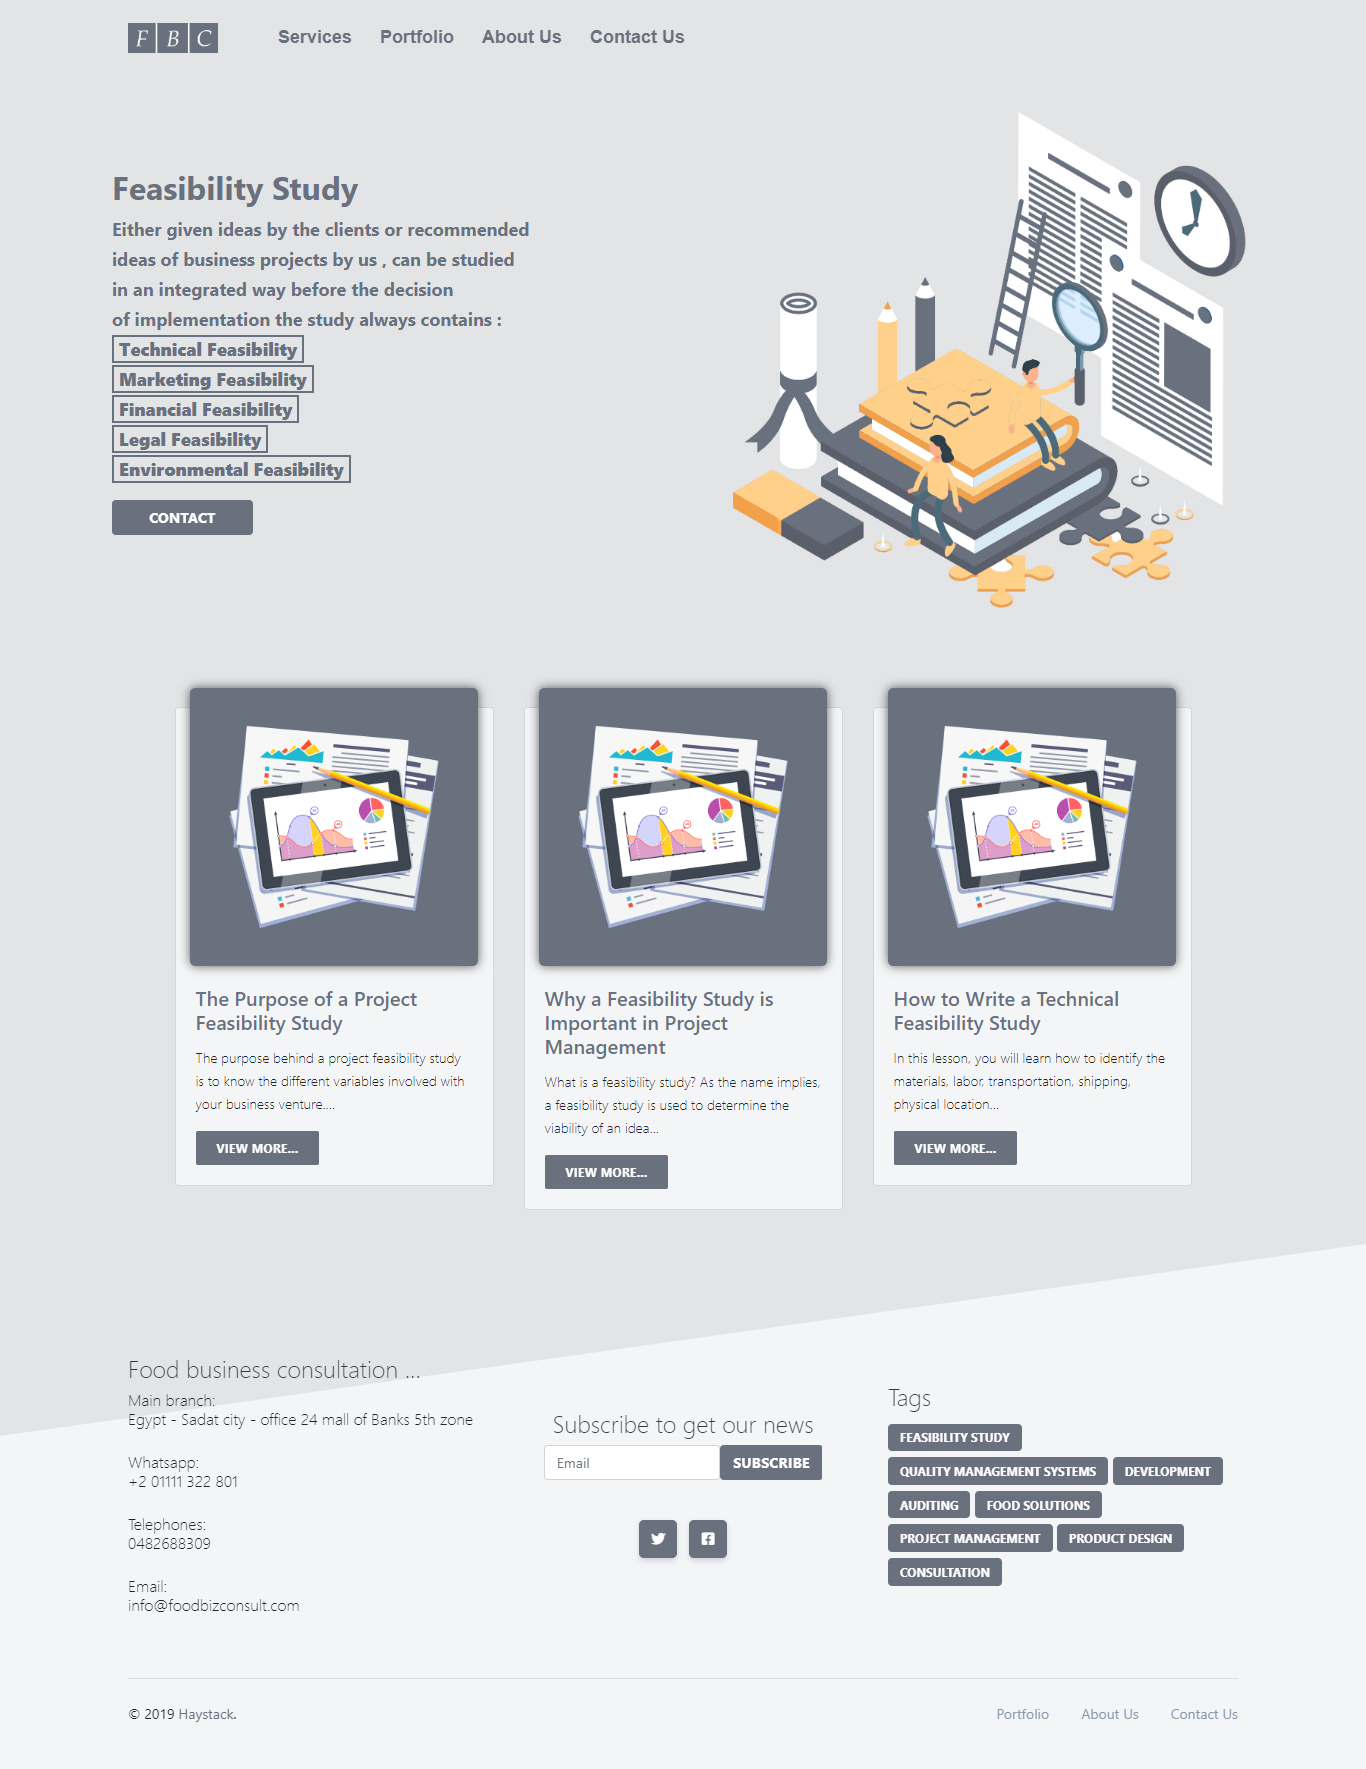 F B C
Services Portfolio About Us Contact Us
Feasibility Study
Either given ideas by the clients or recommended
ideas of business projects by us , can be studied
in an integrated way before the decision
of implementation the study always contains :
Technical Feasibility
Marketing Feasibility
Financial Feasibility
Legal Feasibility
Environmental Feasibility
CONTACT
The Purpose of a Project
Feasibility Study
The purpose behind a project feasibility study
is to know the different variables involved with
your business venture....
VIEW MORE...
Why a Feasibility Study is
Important in Project
Management
What is a feasibility study? As the name implies,
a feasibility study is used to determine the
viability of an idea...
VIEW MORE...
How to Write a Technical
Feasibility Study
In this lesson, you will learn how to identify the
materials, labor, transportation, shipping,
physical location...
VIEW MORE...
Food business consultation ...
Main branch:
Egypt - Sadat city - office 24 mall of Banks 5th zone
Whatsapp:
+2 01111 322 801
Telephones:
0482688309
Email:
info@foodbizconsult.com
Subscribe to get our news
Email SUBSCRIBE
Tags
FEASIBILITY STUDY
QUALITY MANAGEMENT SYSTEMS DEVELOPMENT
AUDITING FOOD SOLUTIONS
PROJECT MANAGEMENT PRODUCT DESIGN
CONSULTATION
© 2019 Haystack.
Portfolio About Us Contact Us